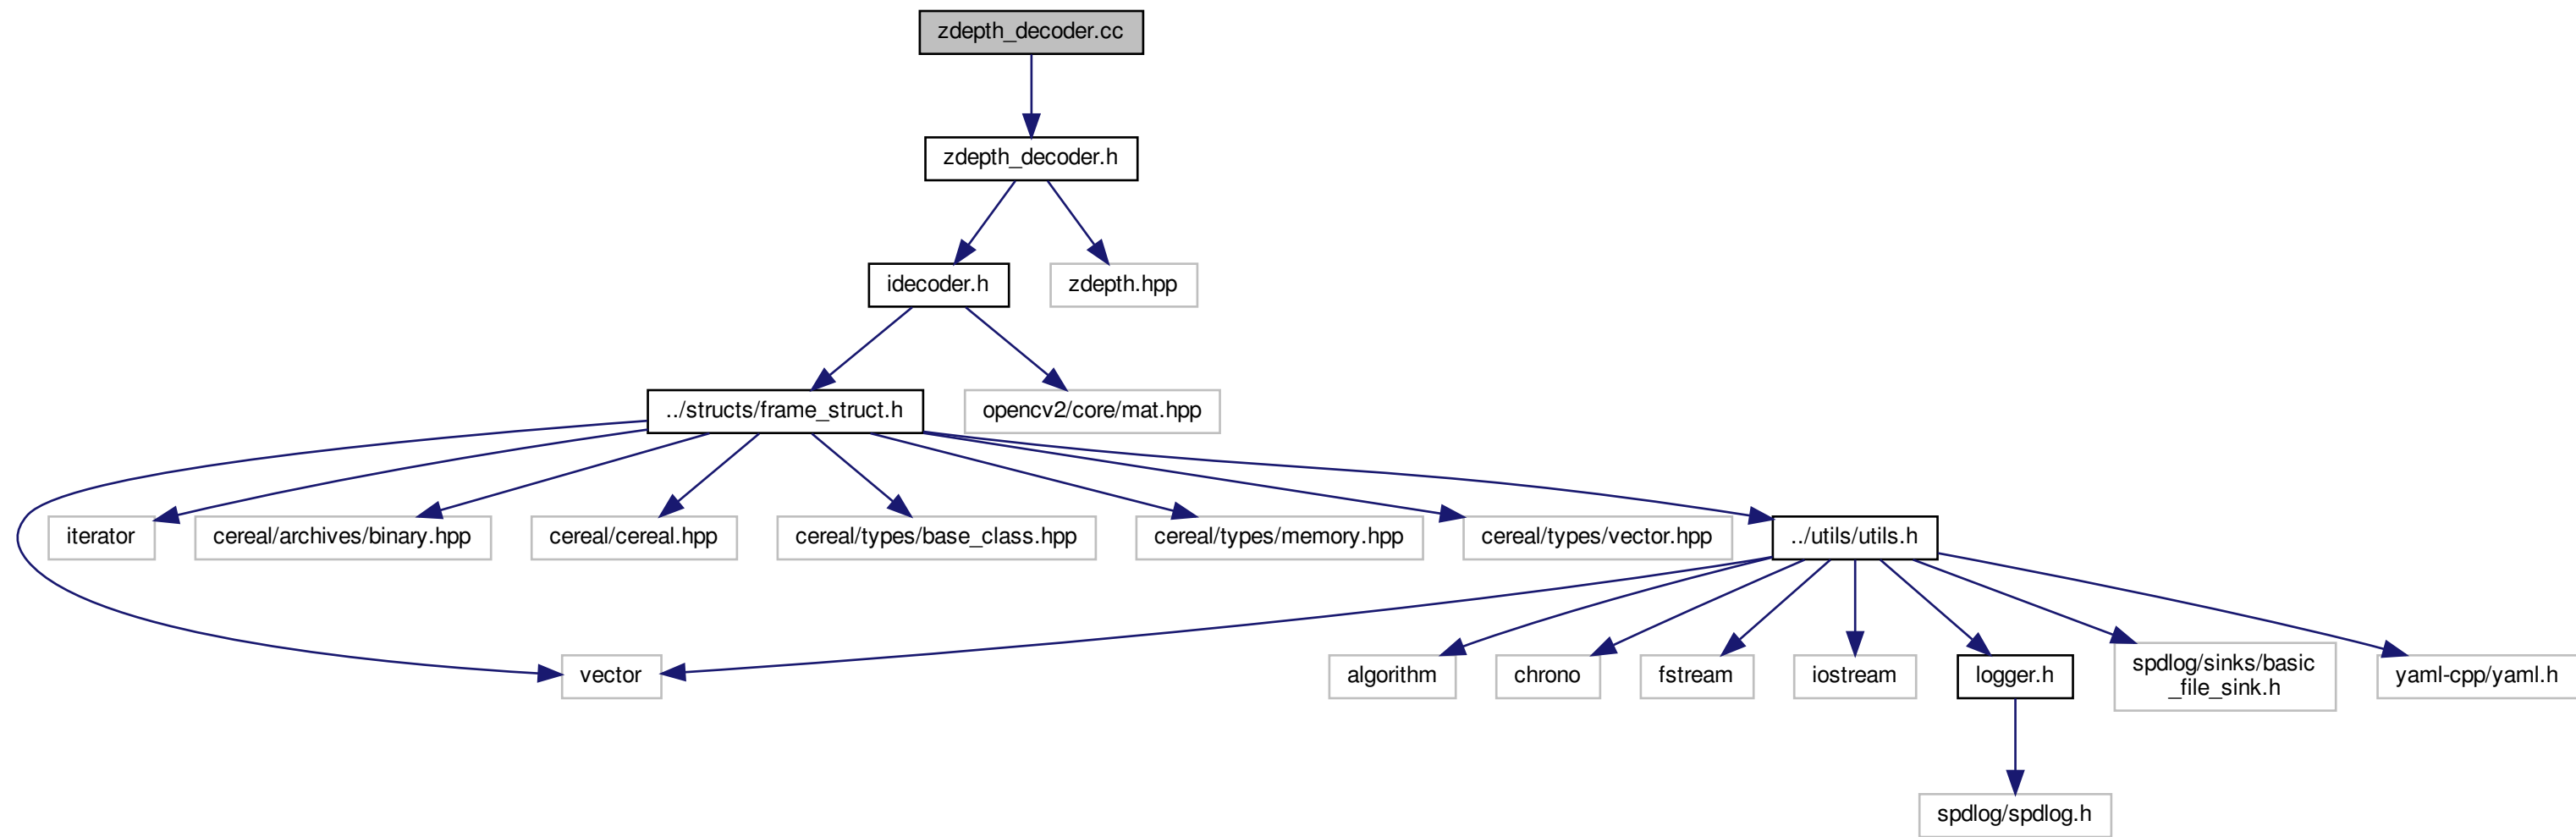 zdepth_decoder.cc
zdepth_decoder.h
idecoder.h
zdepth.hpp
../structs/frame_struct.h
opencv2/core/mat.hpp
iterator
cereal/archives/binary.hpp
cereal/cereal.hpp
cereal/types/base_class.hpp
cereal/types/memory.hpp
cereal/types/vector.hpp
../utils/utils.h
vector
algorithm
chrono
fstream
iostream
logger.h
spdlog/sinks/basic
_file_sink.h
yaml-cpp/yaml.h
spdlog/spdlog.h